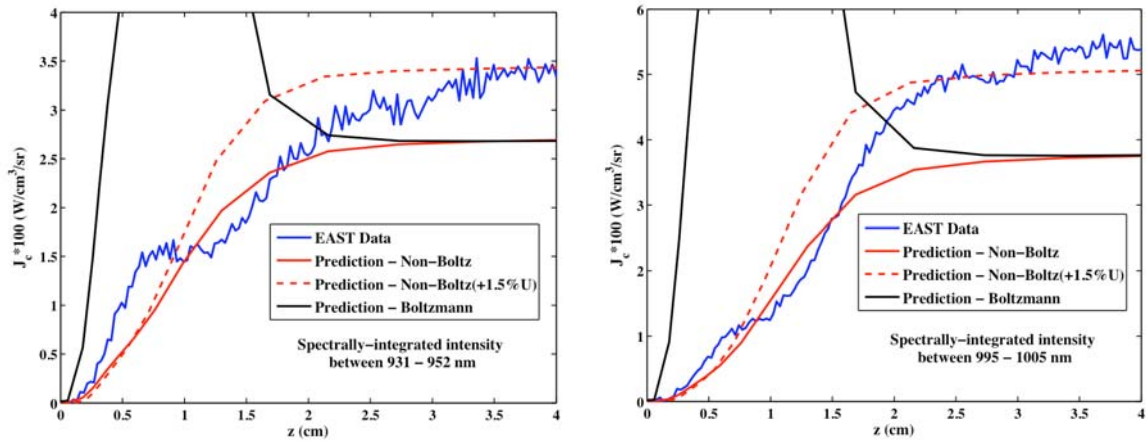 4
3.5
3
2.5
2
1.5
1
0.5
0
J_c*100 (W/cm^3/sr)
EAST Data
Prediction – Non-Boltz
Prediction – Non-Boltz(+1.5%U)
Prediction – Boltzmann
Spectrally-integrated intensity
between 931 – 952 nm
0 0.5 1 1.5 2 2.5 3 3.5 4
z (cm)
6
5
4
3
2
1
0
J_c*100 (W/cm^3/sr)
EAST Data
Prediction – Non-Boltz
Prediction – Non-Boltz(+1.5%U)
Prediction – Boltzmann
Spectrally-integrated intensity
between 995 – 1005 nm
0 0.5 1 1.5 2 2.5 3 3.5 4
z (cm)